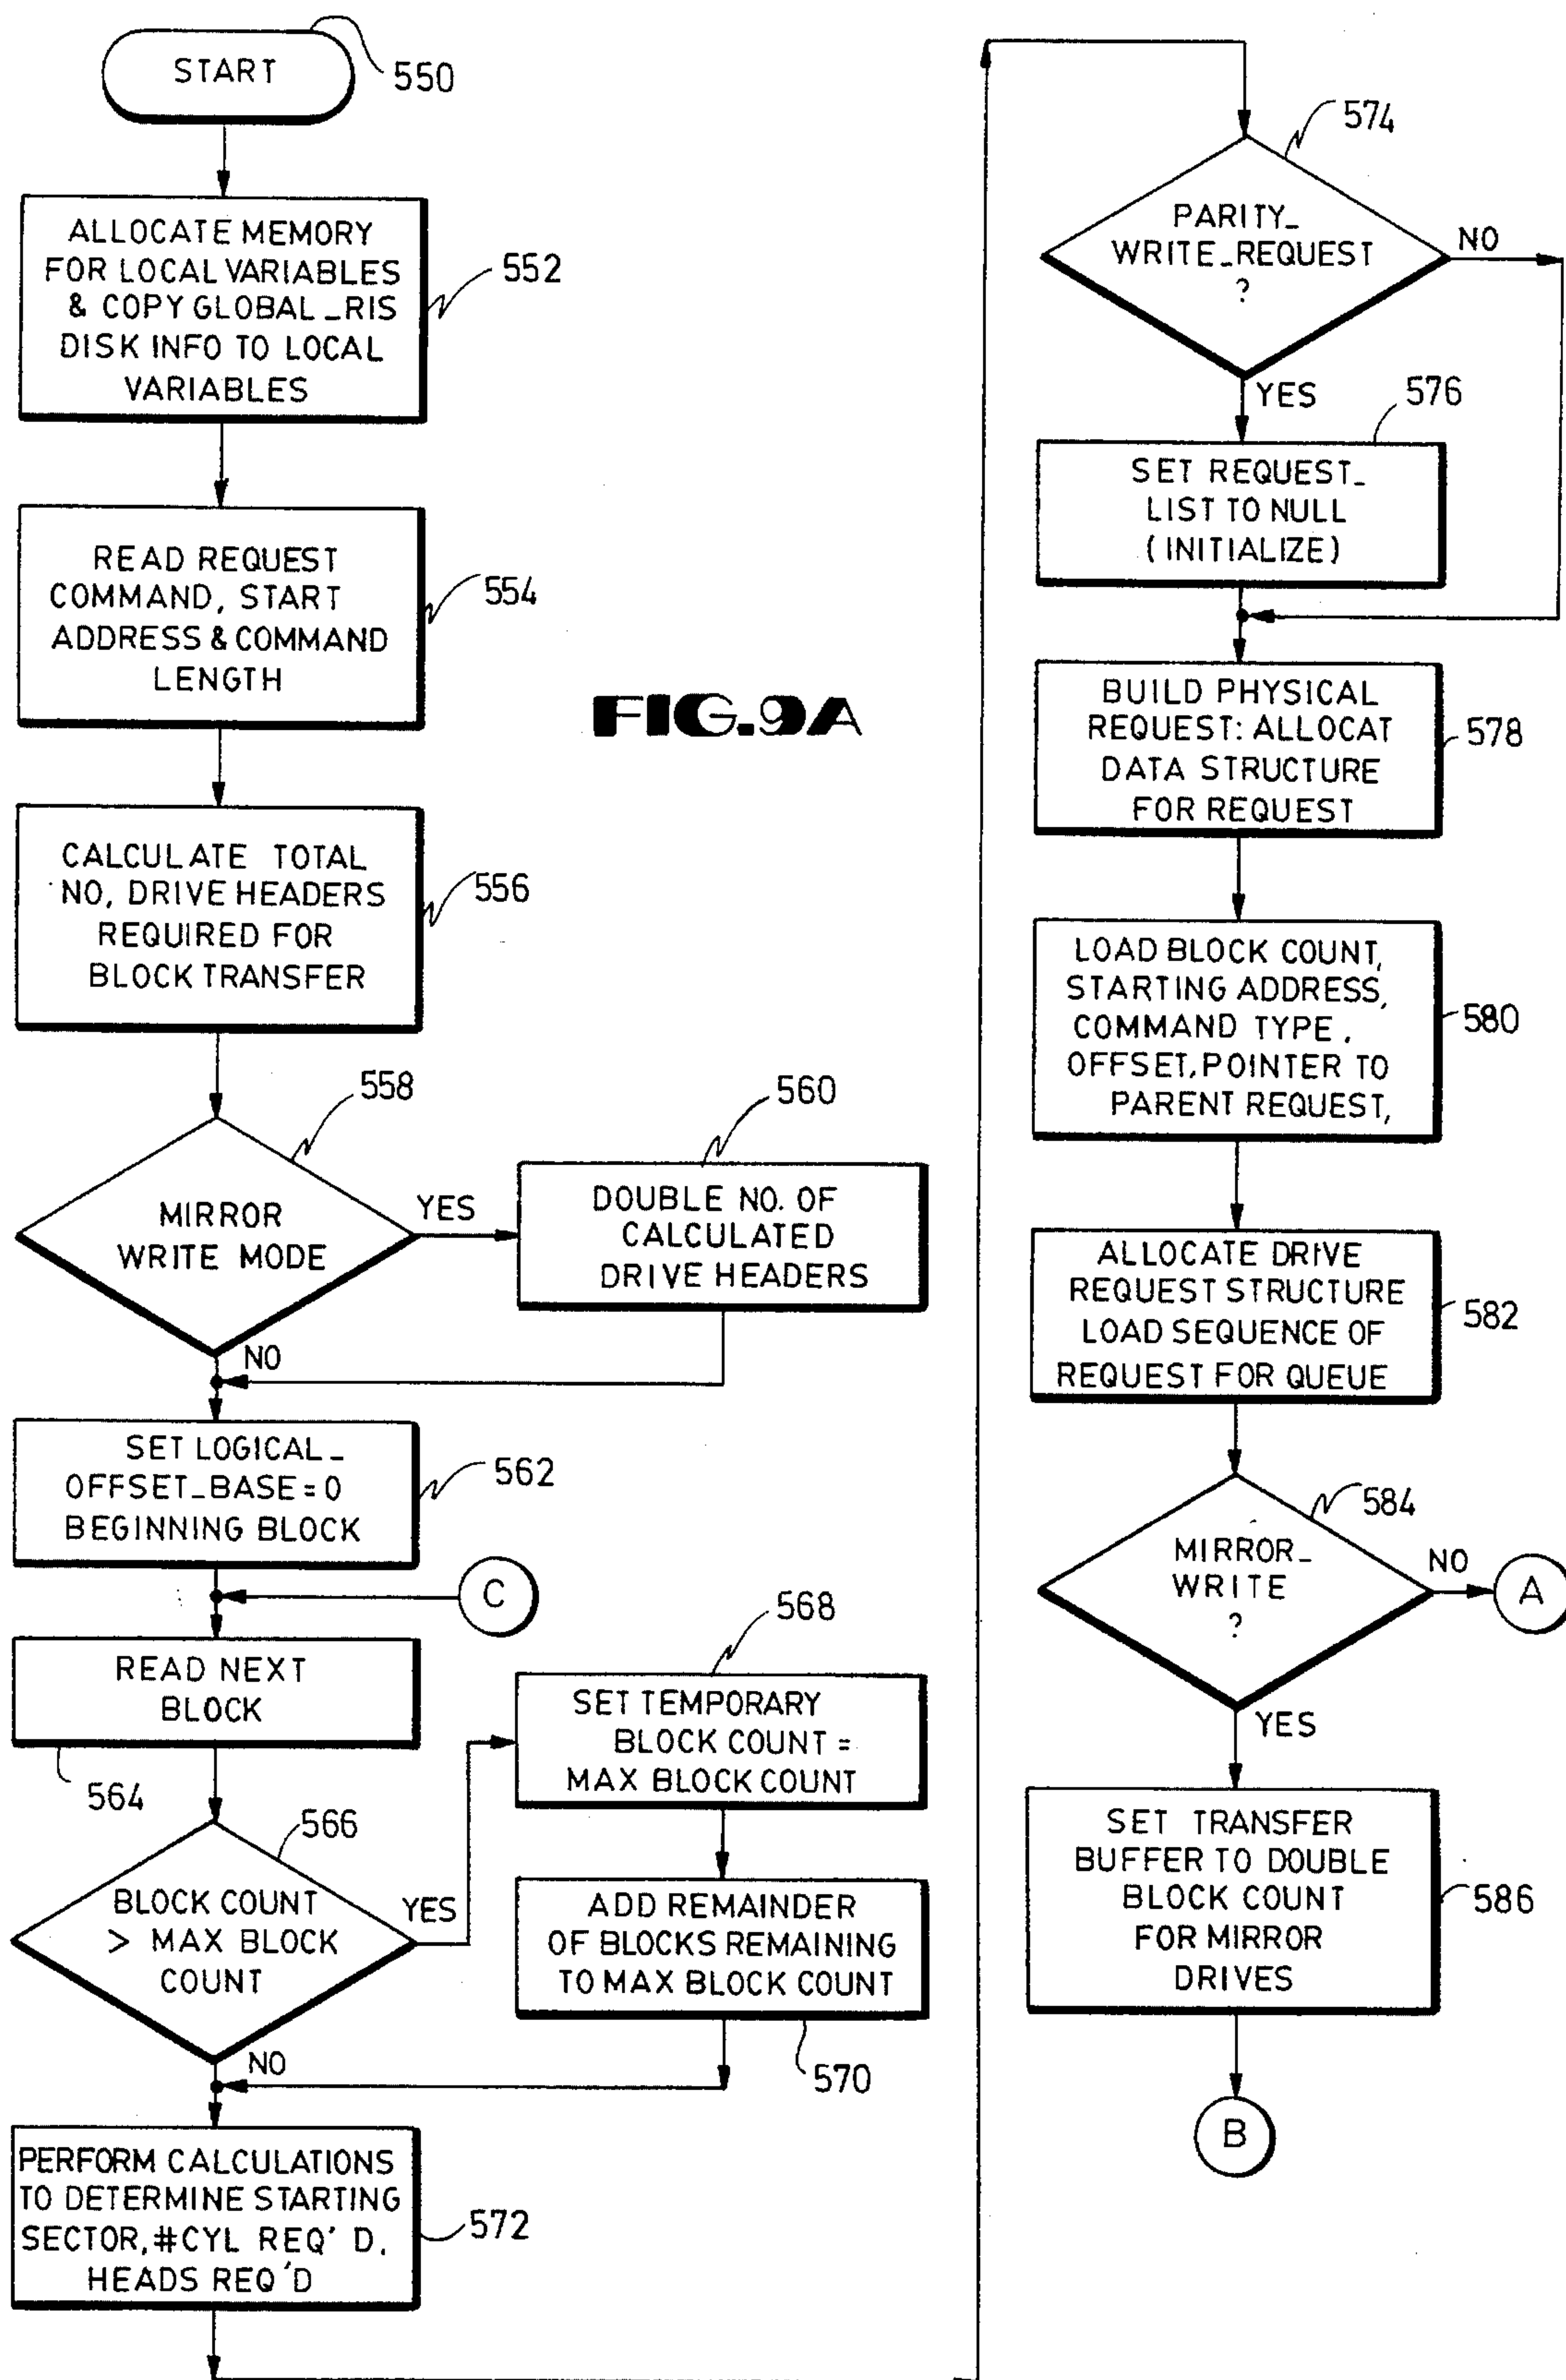 START
550
ALLOCATE MEMORY
FOR LOCAL VARIABLES
& COPY GLOBAL_RIS
DISK INFO TO LOCAL
VARIABLES
552
READ REQUEST
COMMAND, START
ADDRESS & COMMAND
LENGTH
554
FIG.9A
CALCULATE TOTAL
NO, DRIVE HEADERS
REQUIRED FOR
BLOCK TRANSFER
556
558
MIRROR
WRITE MODE
YES
NO
560
DOUBLE NO. OF
CALCULATED
DRIVE HEADERS
SET LOGICAL_
OFFSET_BASE=0
BEGINNING BLOCK
562
C
READ NEXT
BLOCK
564
566
BLOCK COUNT
> MAX BLOCK
COUNT
YES
NO
568
SET TEMPORARY
BLOCK COUNT =
MAX BLOCK COUNT
ADD REMAINDER
OF BLOCKS REMAINING
TO MAX BLOCK COUNT
570
PERFORM CALCULATIONS
TO DETERMINE STARTING
SECTOR,#CYL REQ'D,
HEADS REQ'D
572
574
PARITY_
WRITE_REQUEST
?
NO
YES
576
SET REQUEST_
LIST TO NULL
(INITIALIZE)
BUILD PHYSICAL
REQUEST: ALLOCAT
DATA STRUCTURE
FOR REQUEST
578
LOAD BLOCK COUNT,
STARTING ADDRESS,
COMMAND TYPE,
OFFSET, POINTER TO
PARENT REQUEST,
580
ALLOCATE DRIVE
REQUEST STRUCTURE
LOAD SEQUENCE OF
REQUEST FOR QUEUE
582
584
MIRROR_
WRITE
?
NO
A
YES
SET TRANSFER
BUFFER TO DOUBLE
BLOCK COUNT
FOR MIRROR
DRIVES
586
B